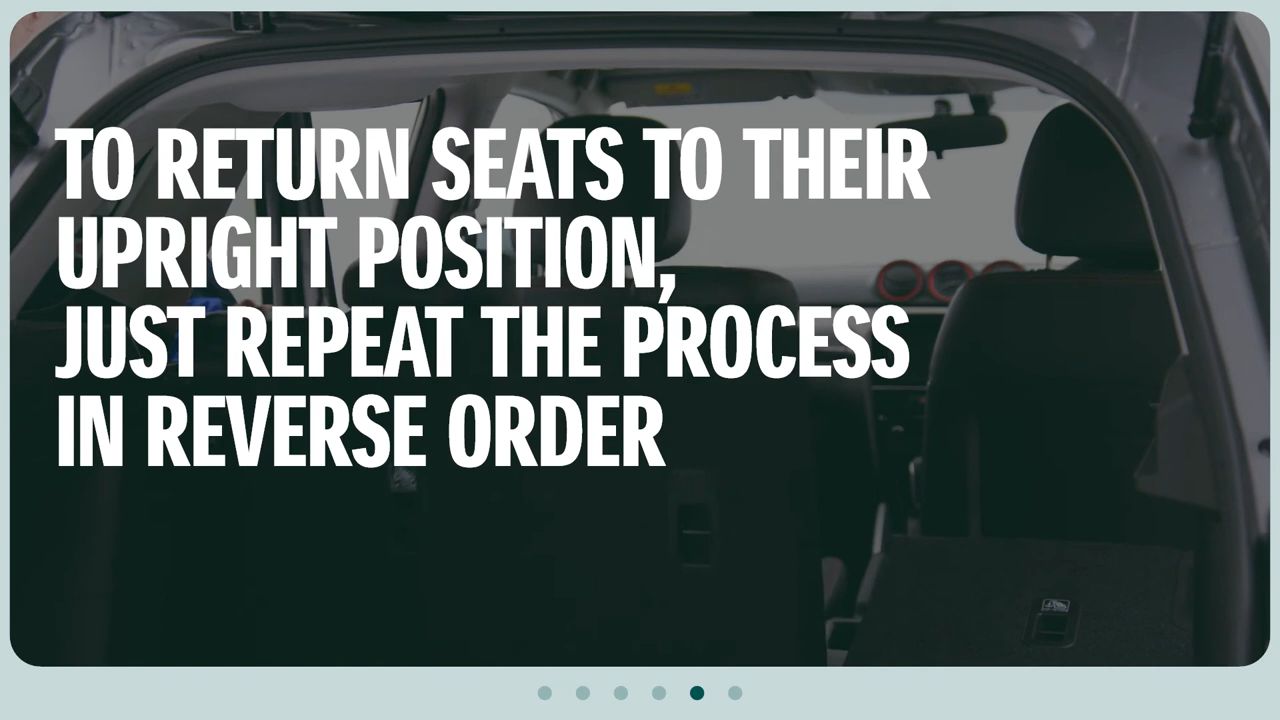 TO RETURN SEATS TO THEIR
UPRIGHT POSITION,
JUST REPEAT THE PROCESS
IN REVERSE ORDER